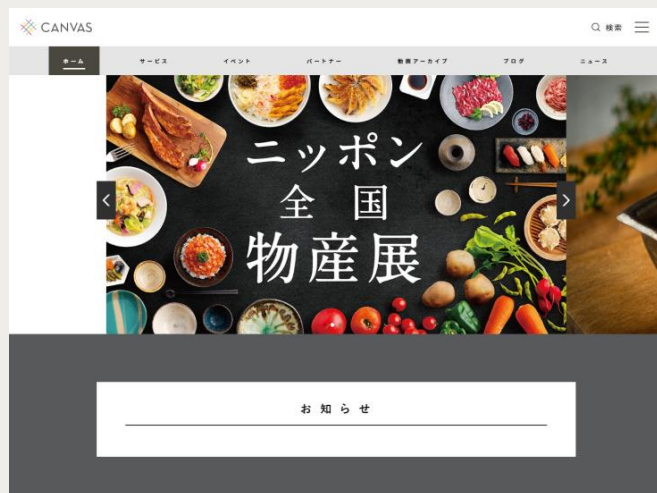 CANVAS
検索
ホーム
サービス
イベント
パートナー
動画アーカイブ
ブログ
ニュース
ニッポン
全国
物産展
お知らせ